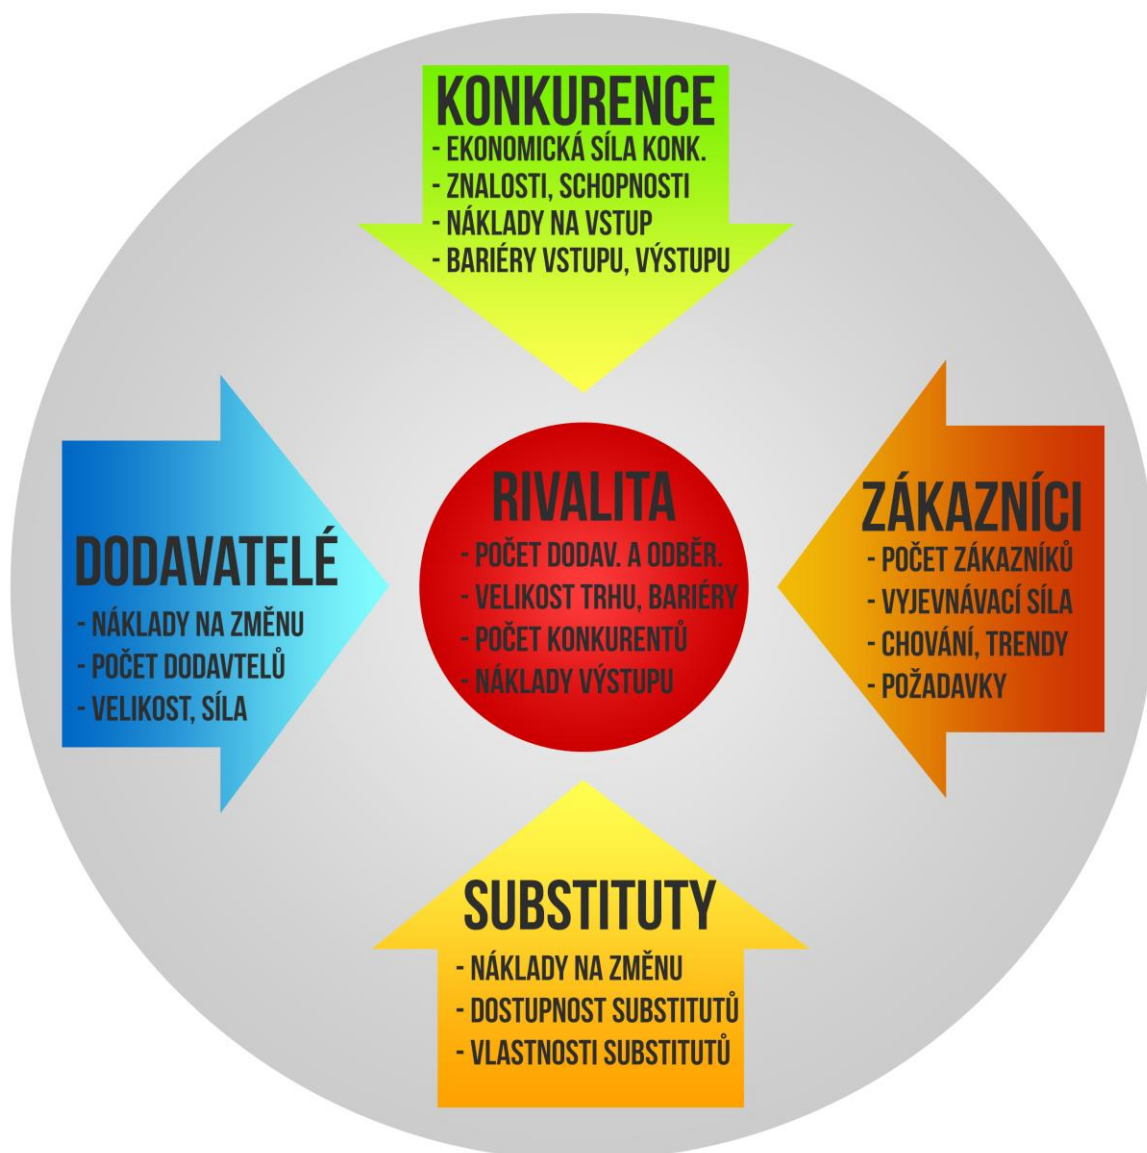 KONKURENCE
- EKONOMICKÁ SÍLA KONK.
- ZNALOSTI, SCHOPNOSTI
- NÁKLADY NA VSTUP
- BARIÉRY VSTUPU, VÝSTUPU
DODAVATELÉ
- NÁKLADY NA ZMĚNU
- POČET DODAVTELŮ
- VELIKOST, SÍLA
RIVALITA
- POČET DODAV. A ODBĚR.
- VELIKOST TRHU, BARIÉRY
- POČET KONKURENTŮ
- NÁKLADY VÝSTUPU
ZÁKAZNÍCI
- POČET ZÁKAZNÍKŮ
- VYJEVNÁVACÍ SÍLA
- CHOVÁNÍ, TRENDY
- POŽADAVKY
SUBSTITUTY
- NÁKLADY NA ZMĚNU
- DOSTUPNOST SUBSTITUTŮ
- VLASTNOSTI SUBSTITUTŮ